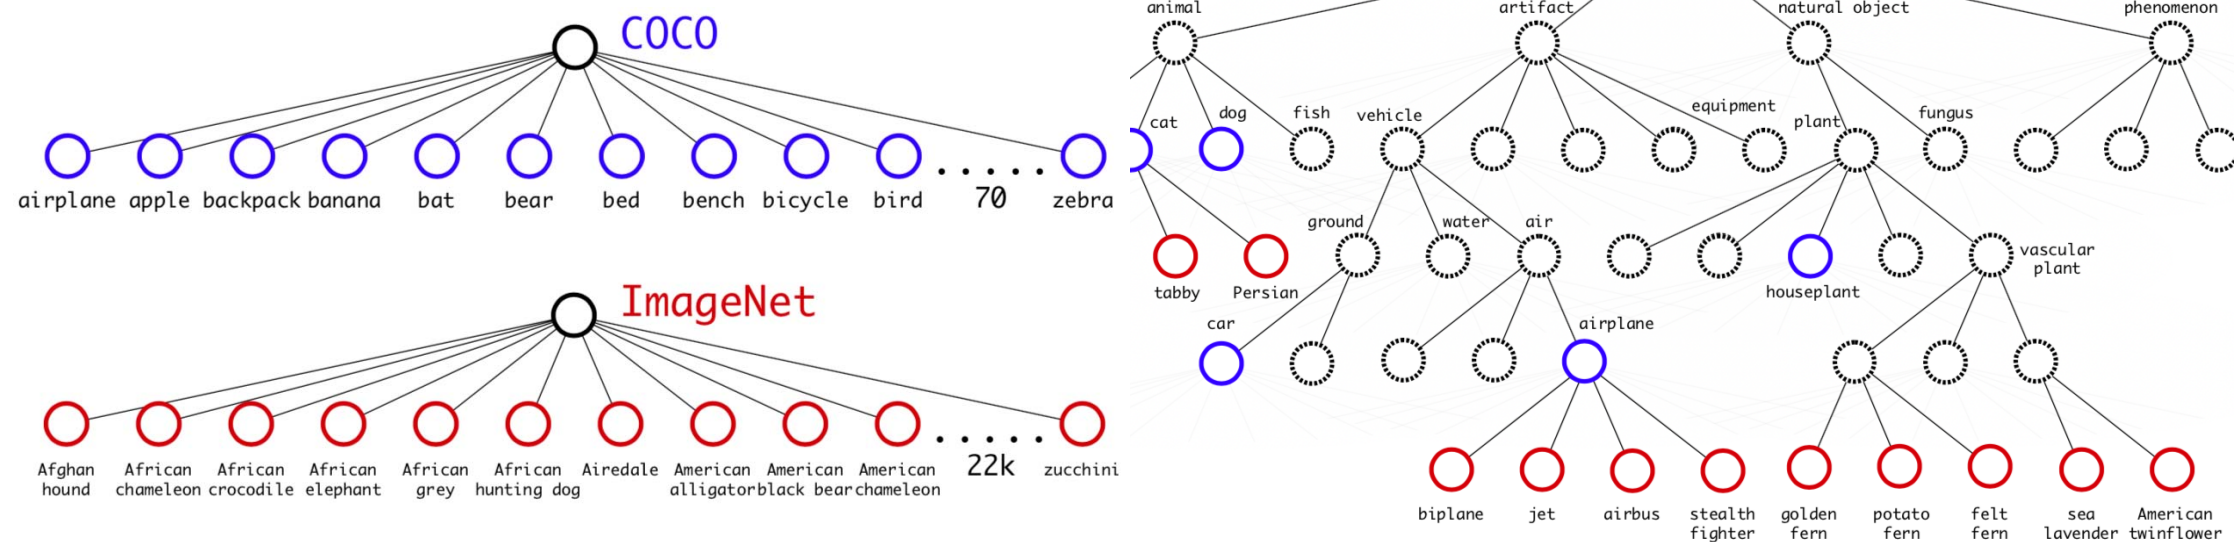 COCO
airplane apple backpack banana bat bear bed bench bicycle bird 70 zebra
ImageNet
Afghan hound
African chameleon
African crocodile
African elephant
African grey
African hunting dog
Airedale
American alligator
American black bear
American chameleon
22k
zucchini
animal artifact natural object phenomenon
cat dog fish vehicle equipment plant fungus
ground water air
tabby Persian houseplant
vascular
plant
car airplane
biplane jet airbus
stealth
fighter
golden
fern
potato
fern
felt
fern
sea
lavender
American
twinflower